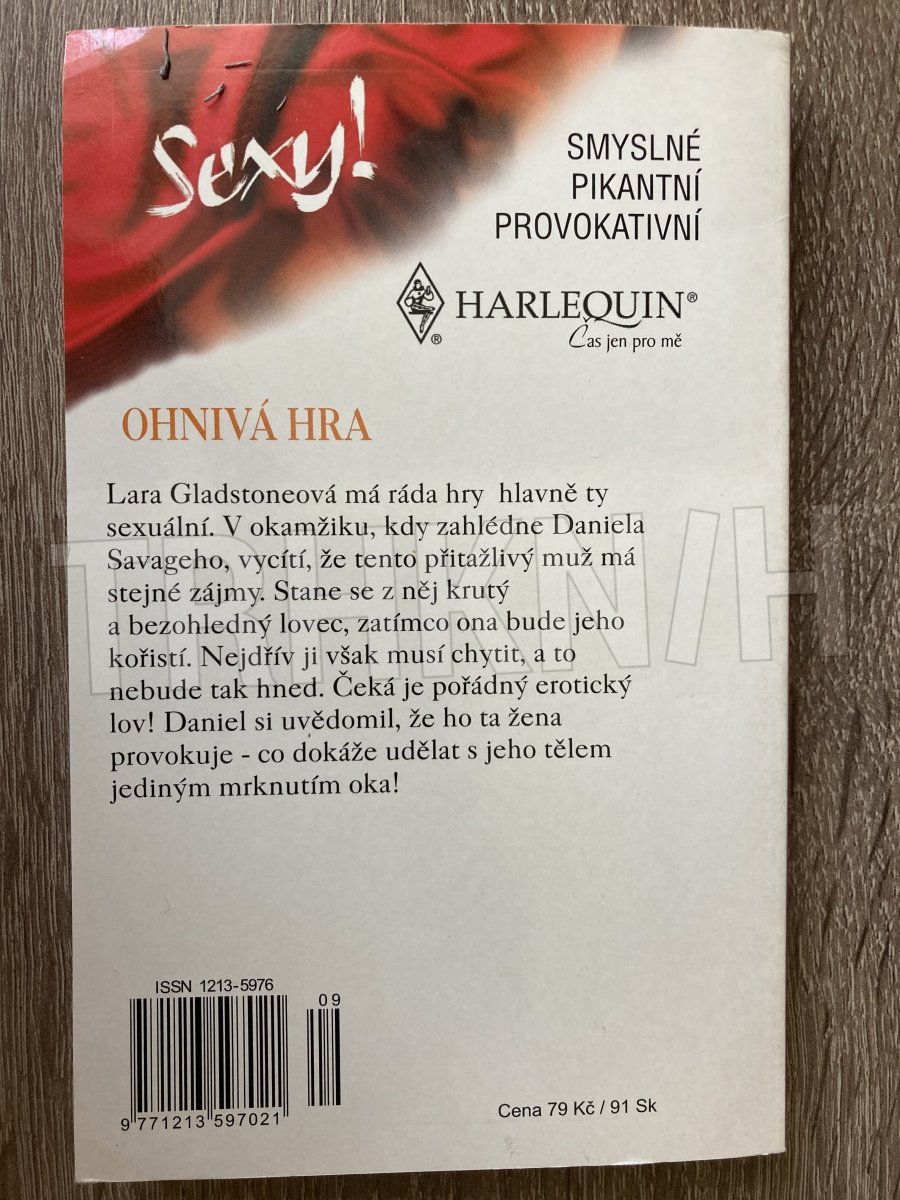 Sexy!
SMYSLNÉ
PIKANTNÍ
PROVOKATIVNÍ
HARLEQUIN®
®
Čas jen pro mě
OHNIVÁ HRA
Lara Gladstoneová má ráda hry hlavně ty
sexuální. V okamžiku, kdy zahlédne Daniela
Savageho, vycítí, že tento přitažlivý muž má
stejné zájmy. Stane se z něj krutý
a bezohledný lovec, zatímco ona bude jeho
kořistí. Nejdřív ji však musí chytit, a to
nebude tak hned. Čeká je pořádný erotický
lov! Daniel si uvědomil, že ho ta žena
provokuje - co dokáže udělat s jeho tělem
jediným mrknutím oka!
ISSN 1213-5976
09
9 771213 597021
Cena 79 Kč / 91 Sk